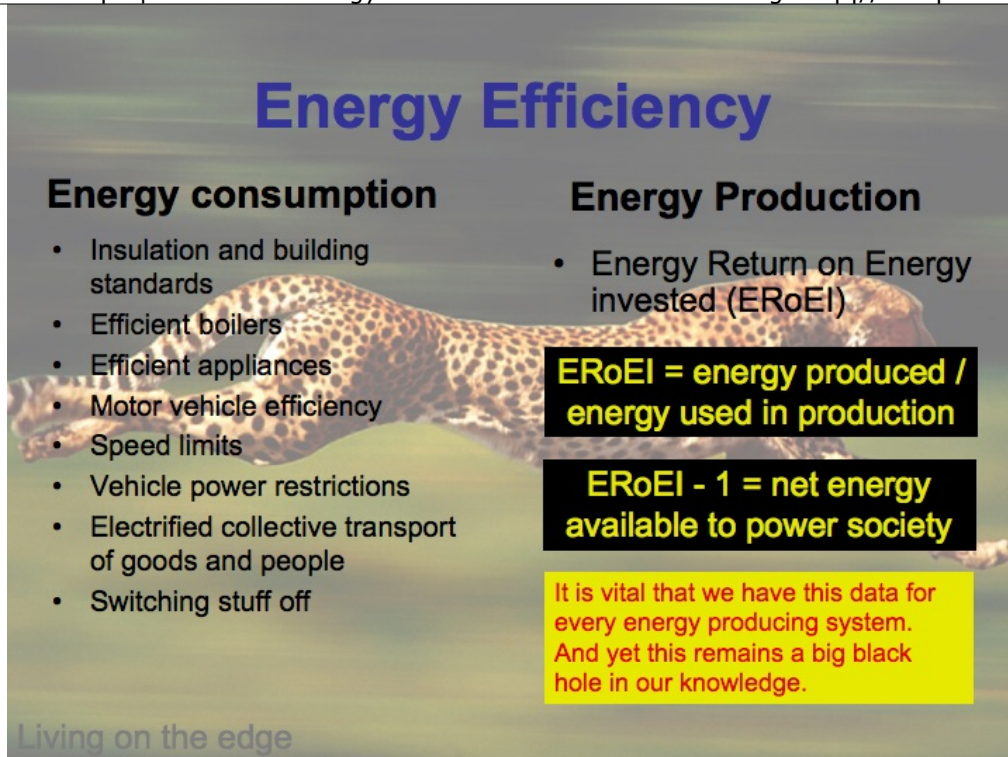 Energy Efficiency
Energy consumption
• Insulation and building
standards
• Efficient boilers
• Efficient appliances
• Motor vehicle efficiency
• Speed limits
• Vehicle power restrictions
• Electrified collective transport
of goods and people
• Switching stuff off
Energy Production
• Energy Return on Energy
invested (ERoEI)
ERoEI = energy produced /
energy used in production
ERoEI - 1 = net energy
available to power society
It is vital that we have this data for
every energy producing system.
And yet this remains a big black
hole in our knowledge.
Living on the edge